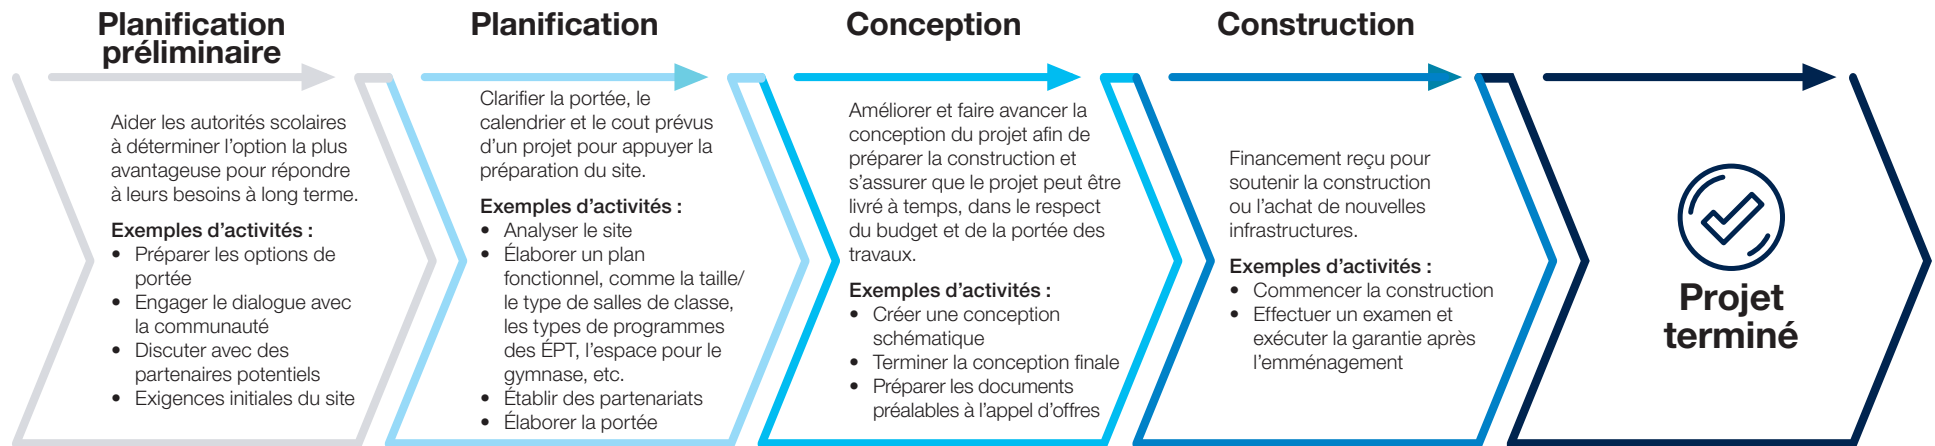 Planification
préliminaire
Aider les autorités scolaires
à déterminer l'option la plus
avantageuse pour répondre
à leurs besoins à long terme.
Exemples d'activités :
• Préparer les options de
portée
• Engager le dialogue avec
la communauté
• Discuter avec des
partenaires potentiels
• Exigences initiales du site
Planification
Clarifier la portée, le
calendrier et le cout prévus
d'un projet pour appuyer la
préparation du site.
Exemples d'activités :
• Analyser le site
• Élaborer un plan
fonctionnel, comme la taille/
le type de salles de classe,
les types de programmes
des ÉPT, l'espace pour le
gymnase, etc.
• Établir des partenariats
• Élaborer la portée
Conception
Améliorer et faire avancer la
conception du projet afin de
préparer la construction et
s'assurer que le projet peut être
livré à temps, dans le respect
du budget et de la portée des
travaux.
Exemples d'activités :
• Créer une conception
schématique
• Terminer la conception finale
• Préparer les documents
préalables à l'appel d'offres
Construction
Financement reçu pour
soutenir la construction
ou l'achat de nouvelles
infrastructures.
Exemples d'activités :
• Commencer la construction
• Effectuer un examen et
exécuter la garantie après
l'emménagement
Projet
terminé